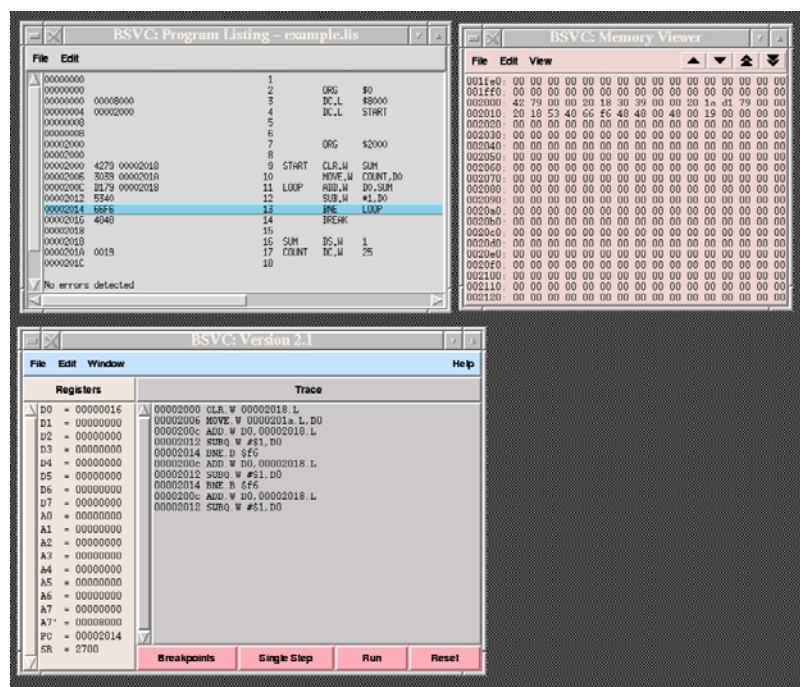 BSVC: Program Listing – example.lis
File Edit
00000000 1
00000000 2 ORG $0
00000000 00008000 3 DC.L $8000
00000004 00002000 4 DC.L START
00000008 5
00000008 6
00002000 7 ORG $2000
00002000 8
00002000 4279 00002018 9 START CLR.W SUM
00002006 3039 0000201A 10 MOVE.W COUNT,D0
0000200C D179 00002018 11 LOOP ADD.W D0,SUM
00002012 5340 12 SUB.W #1,D0
00002014 66F6 13 BNE LOOP
00002016 4848 14 BREAK
00002018 15
00002018 16 SUM DS.W 1
0000201A 0019 17 COUNT DC.W 25
0000201C 18
No errors detected
BSVC: Memory Viewer
File Edit View
001fe0: 00 00 00 00 00 00 00 00 00 00 00 00 00 00 00 00
001ff0: 00 00 00 00 00 00 00 00 00 00 00 00 00 00 00 00
002000: 42 79 00 00 20 18 30 39 00 00 20 1a d1 79 00 00
002010: 20 18 53 40 66 f6 48 48 00 48 00 19 00 00 00 00
002020: 00 00 00 00 00 00 00 00 00 00 00 00 00 00 00 00
002030: 00 00 00 00 00 00 00 00 00 00 00 00 00 00 00 00
002040: 00 00 00 00 00 00 00 00 00 00 00 00 00 00 00 00
002050: 00 00 00 00 00 00 00 00 00 00 00 00 00 00 00 00
002060: 00 00 00 00 00 00 00 00 00 00 00 00 00 00 00 00
002070: 00 00 00 00 00 00 00 00 00 00 00 00 00 00 00 00
002080: 00 00 00 00 00 00 00 00 00 00 00 00 00 00 00 00
002090: 00 00 00 00 00 00 00 00 00 00 00 00 00 00 00 00
0020a0: 00 00 00 00 00 00 00 00 00 00 00 00 00 00 00 00
0020b0: 00 00 00 00 00 00 00 00 00 00 00 00 00 00 00 00
0020c0: 00 00 00 00 00 00 00 00 00 00 00 00 00 00 00 00
0020d0: 00 00 00 00 00 00 00 00 00 00 00 00 00 00 00 00
0020e0: 00 00 00 00 00 00 00 00 00 00 00 00 00 00 00 00
0020f0: 00 00 00 00 00 00 00 00 00 00 00 00 00 00 00 00
002100: 00 00 00 00 00 00 00 00 00 00 00 00 00 00 00 00
002110: 00 00 00 00 00 00 00 00 00 00 00 00 00 00 00 00
002120: 00 00 00 00 00 00 00 00 00 00 00 00 00 00 00 00
BSVC: Version 2.1
File Edit Window Help
Registers
D0 = 00000016
D1 = 00000000
D2 = 00000000
D3 = 00000000
D4 = 00000000
D5 = 00000000
D6 = 00000000
D7 = 00000000
A0 = 00000000
A1 = 00000000
A2 = 00000000
A3 = 00000000
A4 = 00000000
A5 = 00000000
A6 = 00000000
A7 = 00000000
A7' = 00008000
PC = 00002014
SR = 2700
Trace
00002000 CLR.W 00002018.L
00002006 MOVE.W 0000201a.L,D0
0000200c ADD.W D0,00002018.L
00002012 SUBQ.W #$1,D0
00002014 BNE.B $f6
0000200c ADD.W D0,00002018.L
00002012 SUBQ.W #$1,D0
00002014 BNE.B $f6
0000200c ADD.W D0,00002018.L
00002012 SUBQ.W #$1,D0
Breakpoints Single Step Run Reset